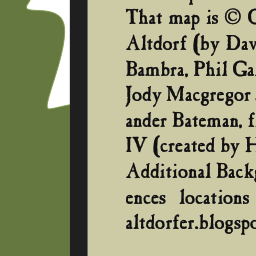 That map is ©
Altdorf (by Dav
Bambra, Phil Ga
Jody Macgregor
ander Bateman, f
IV (created by H
Additional Back
ences locations
altdorfer.blogspo